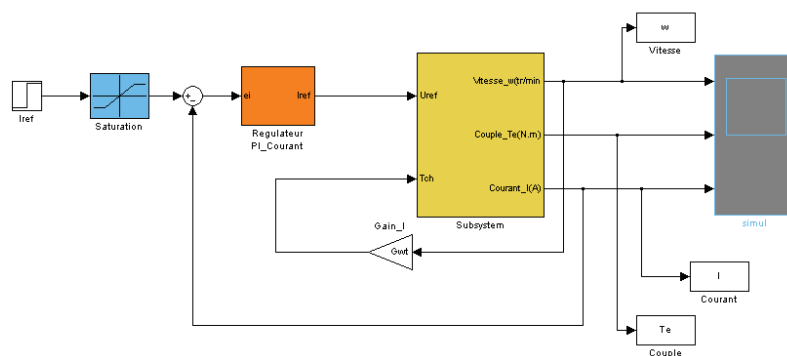 w
Vitesse
Vitesse_w(tr/min
Iref
Saturation
+
-
ei
Iref
Regulateur
PI_Courant
Uref
Couple_Te(N.m)
Tch
Courant_I(A)
Subsystem
simul
Gain_I
Gwt
I
Courant
Te
Couple